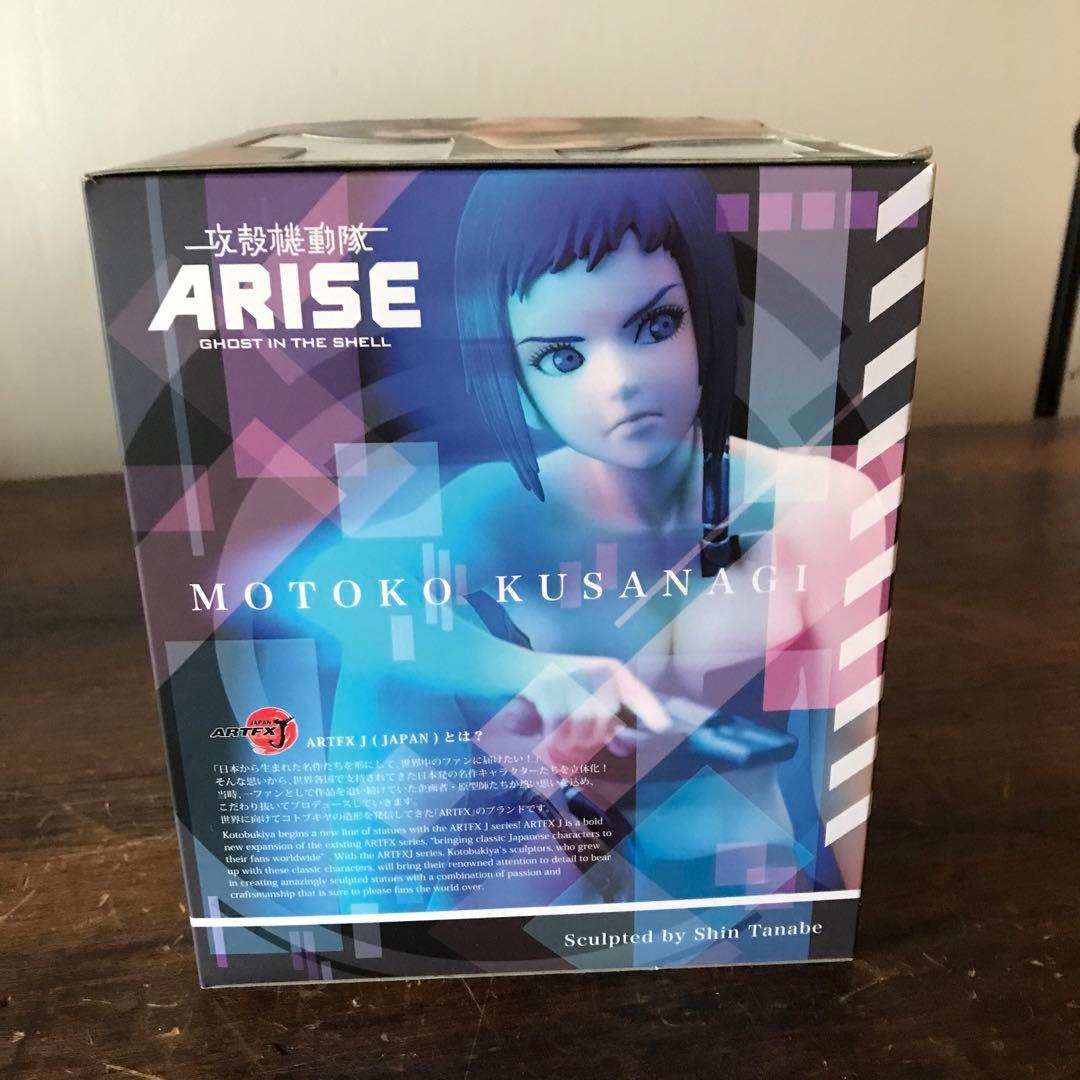 攻殻機動隊
ARISE
GHOST IN THE SHELL
MOTOKO KUSANAGI
JAPAN
ARTFX J
ARTFX J ( JAPAN ) とは?
「日本から生まれた名作たちを形にして、世界中のファンに届けたい！」
そんな思いから、世界各国で支持されてきた日本発の名作キャラクターたちを立体化！
当時、一ファンとして作品を追い続けていた企画者・原型師たちが熱い思いを込め、
こだわり抜いてプロデュースしていきます。
世界に向けてコトブキヤの造形を発信してきた「ARTFX」のブランドです。
Kotobukiya begins a new line of statues with the ARTFX J series! ARTFX J is a bold
new expansion of the existing ARTFX series, "bringing classic Japanese characters to
their fans worldwide". With the ARTFXJ series, Kotobukiya's sculptors, who grew
up with these classic characters, will bring their renowned attention to detail to bear
in creating amazingly sculpted statues with a combination of passion and
craftsmanship that is sure to please fans the world over.
Sculpted by Shin Tanabe